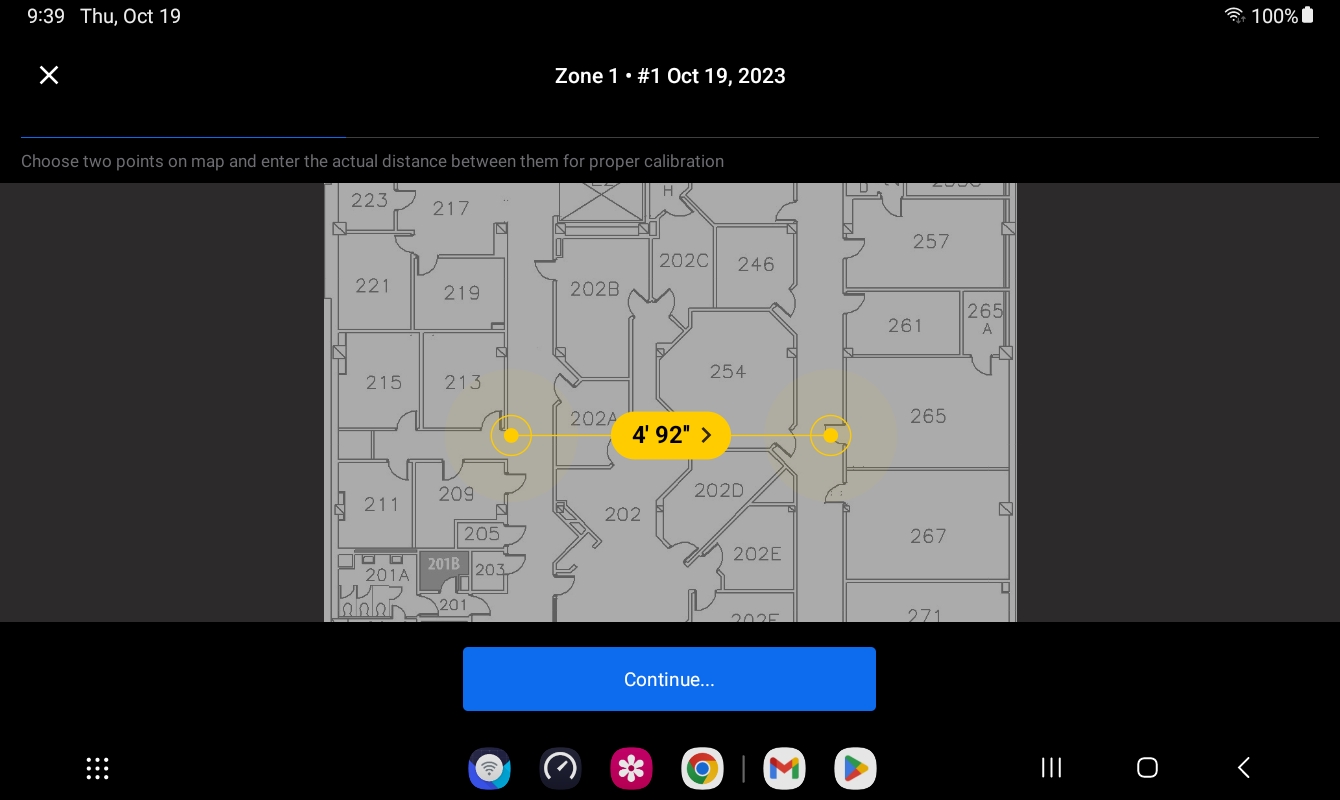 9:39 Thu, Oct 19
100%
Zone 1 • #1 Oct 19, 2023
Choose two points on map and enter the actual distance between them for proper calibration
H
223
217
257
202C
246
221
219
202B
265
A
261
254
215
213
202A
265
4' 92"
211
209
202D
202
205
267
202E
201B
201A
203
201
271
Continue...